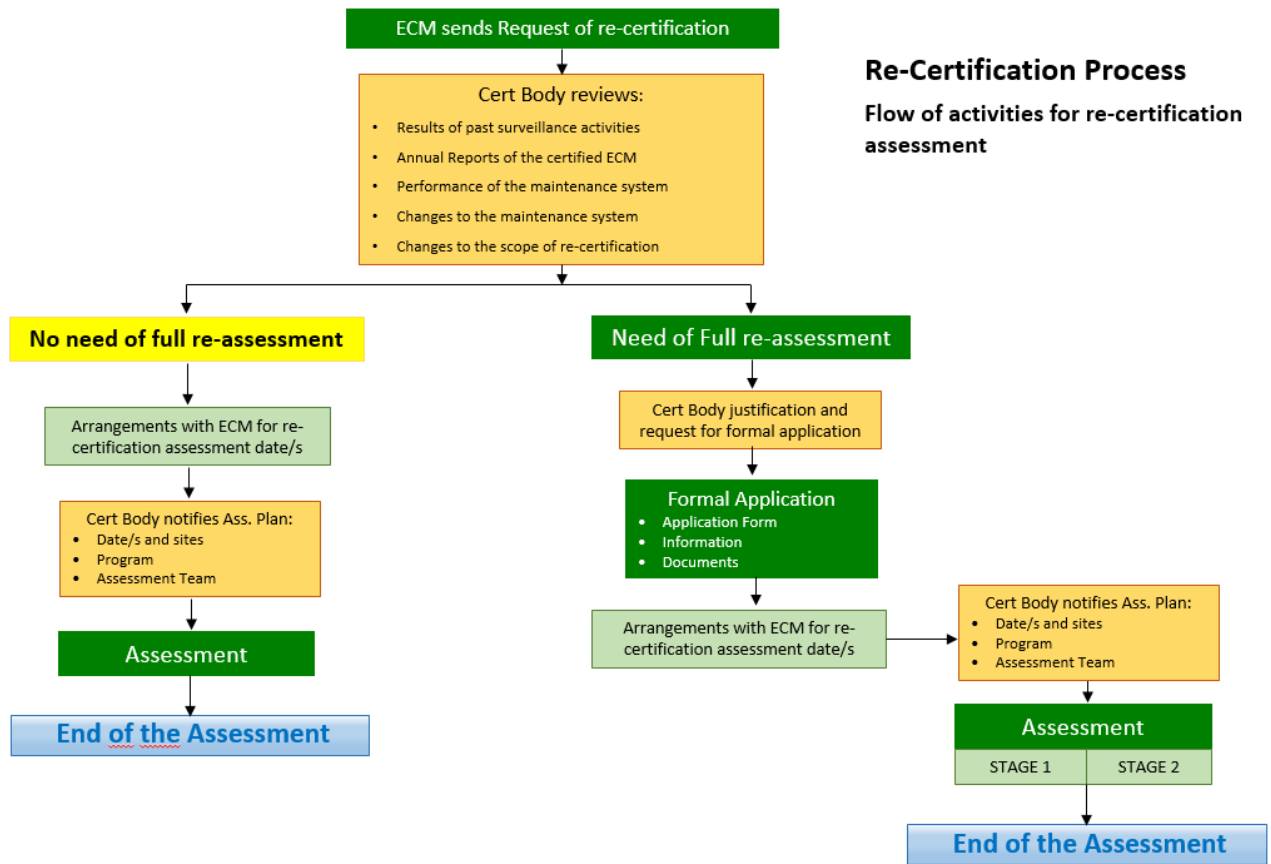 ECM sends Request of re-certification
Re-Certification Process
Flow of activities for re-certification
assessment
Cert Body reviews:
• Results of past surveillance activities
• Annual Reports of the certified ECM
• Performance of the maintenance system
• Changes to the maintenance system
• Changes to the scope of re-certification
No need of full re-assessment
Arrangements with ECM for re-
certification assessment date/s
Cert Body notifies Ass. Plan:
• Date/s and sites
• Program
• Assessment Team
Assessment
End of the Assessment
Need of Full re-assessment
Cert Body justification and
request for formal application
Formal Application
• Application Form
• Information
• Documents
Arrangements with ECM for re-
certification assessment date/s
Cert Body notifies Ass. Plan:
• Date/s and sites
• Program
• Assessment Team
Assessment
STAGE 1
STAGE 2
End of the Assessment